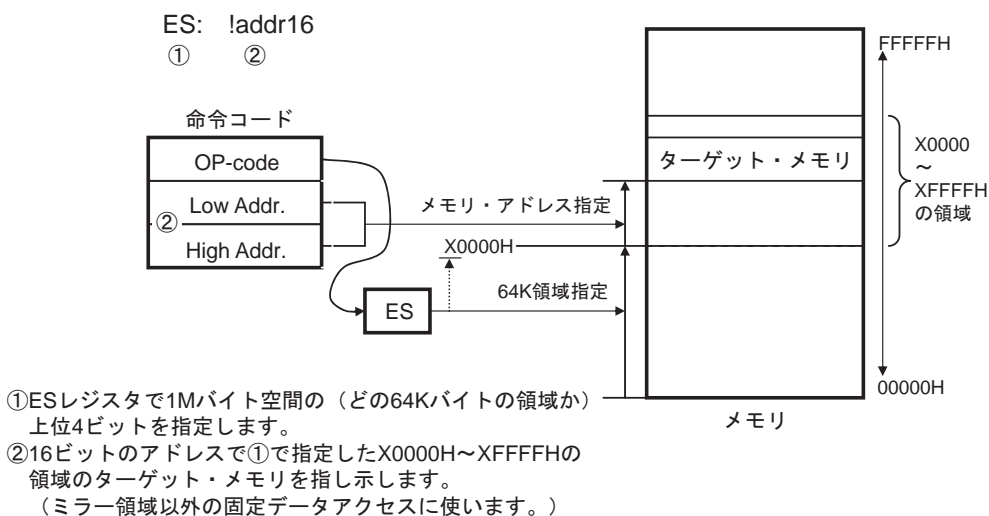 ES: !addr16
① ②
命令コード
OP-code
Low Addr.
②
High Addr.
ES
メモリ・アドレス指定
X0000H
64K領域指定
ターゲット・メモリ
FFFFFH
X0000
～
XFFFFH
の領域
00000H
メモリ
①ESレジスタで1Mバイト空間の（どの64Kバイトの領域か）
上位4ビットを指定します。
②16ビットのアドレスで①で指定したX0000H～XFFFFHの
領域のターゲット・メモリを指し示します。
（ミラー領域以外の固定データアクセスに使います。）